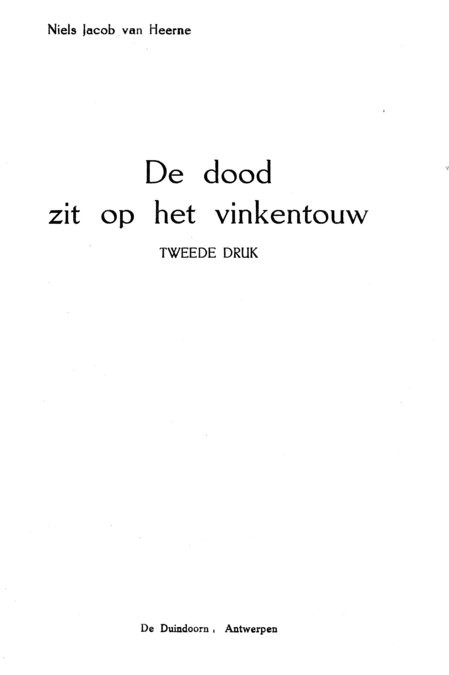 Niels Jacob van Heerne
De dood
zit op het vinkentouw
TWEEDE DRUK
De Duindoorn, Antwerpen